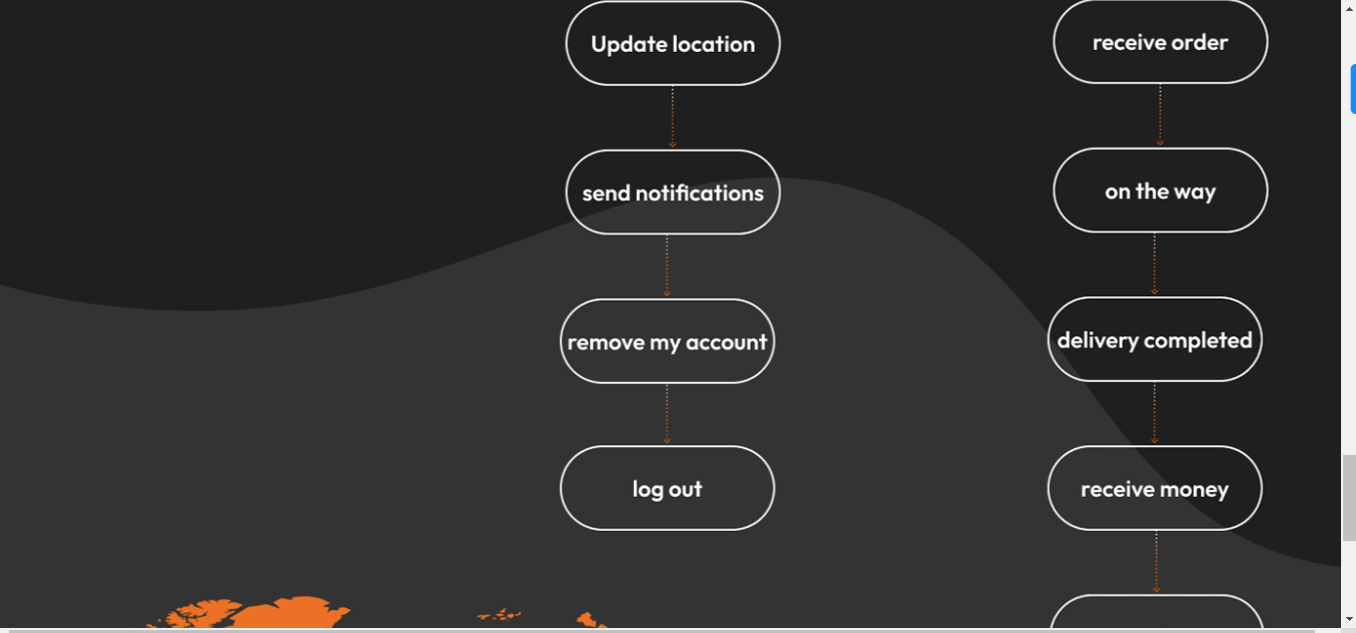 Update location
send notifications
remove my account
log out
receive order
on the way
delivery completed
receive money